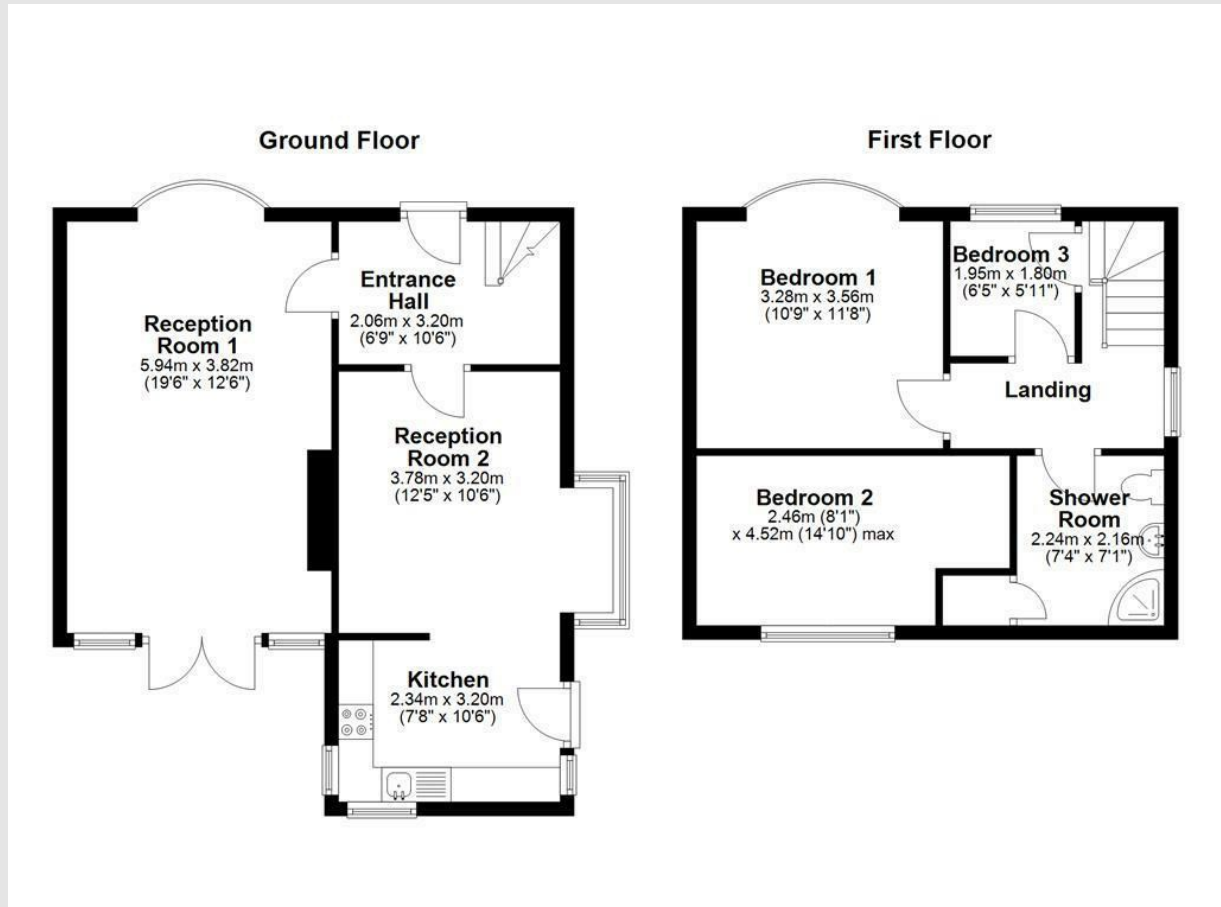 Ground Floor
Entrance
Hall
2.06m x 3.20m
(6'9" x 10'6")
Reception
Room 1
5.94m x 3.82m
(19'6" x 12'6")
Reception
Room 2
3.78m x 3.20m
(12'5" x 10'6")
Kitchen
2.34m x 3.20m
(7'8" x 10'6")
First Floor
Bedroom 1
3.28m x 3.56m
(10'9" x 11'8")
Bedroom 3
1.95m x 1.80m
(6'5" x 5'11")
Landing
Bedroom 2
2.46m (8'1")
x 4.52m (14'10") max
Shower
Room
2.24m x 2.16m
(7'4" x 7'1")